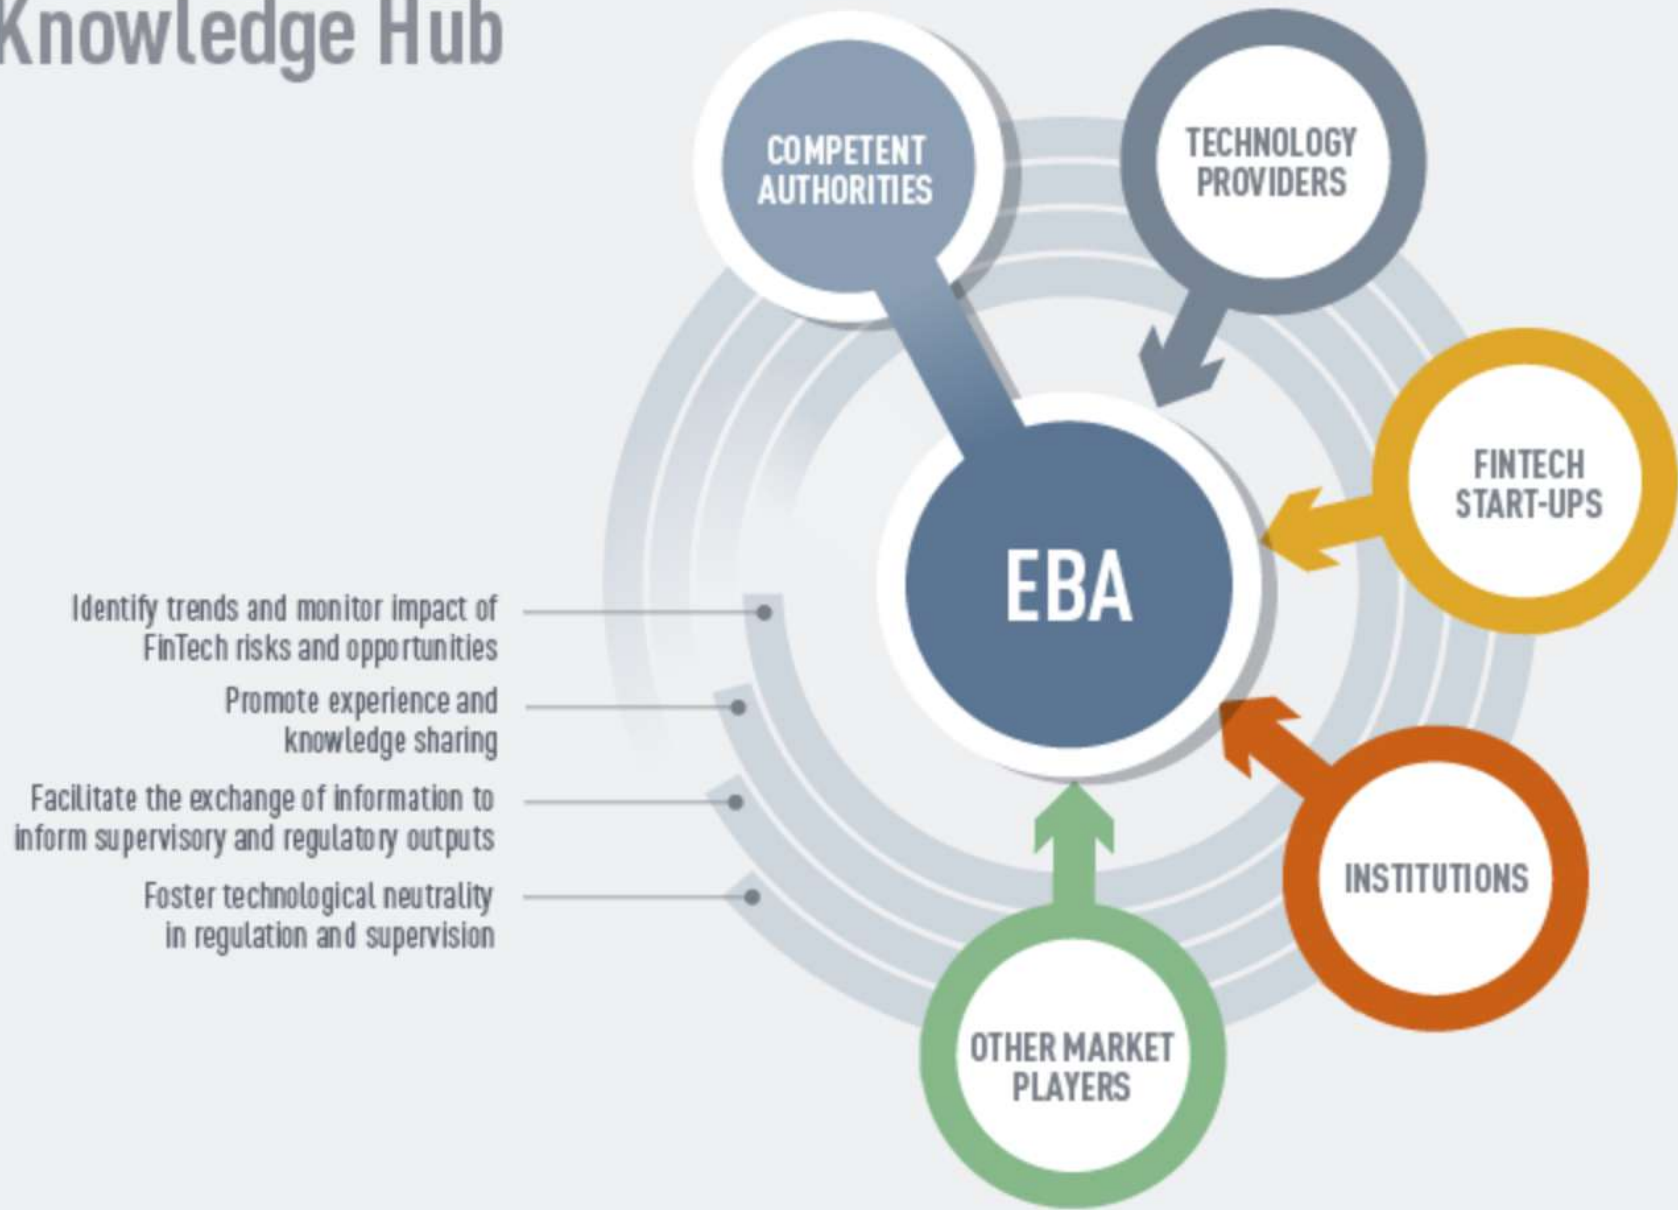 Knowledge Hub
COMPETENT
AUTHORITIES
TECHNOLOGY
PROVIDERS
FINTECH
START-UPS
EBA
Identify trends and monitor impact of
FinTech risks and opportunities
Promote experience and
knowledge sharing
Facilitate the exchange of information to
inform supervisory and regulatory outputs
Foster technological neutrality
in regulation and supervision
INSTITUTIONS
OTHER MARKET
PLAYERS